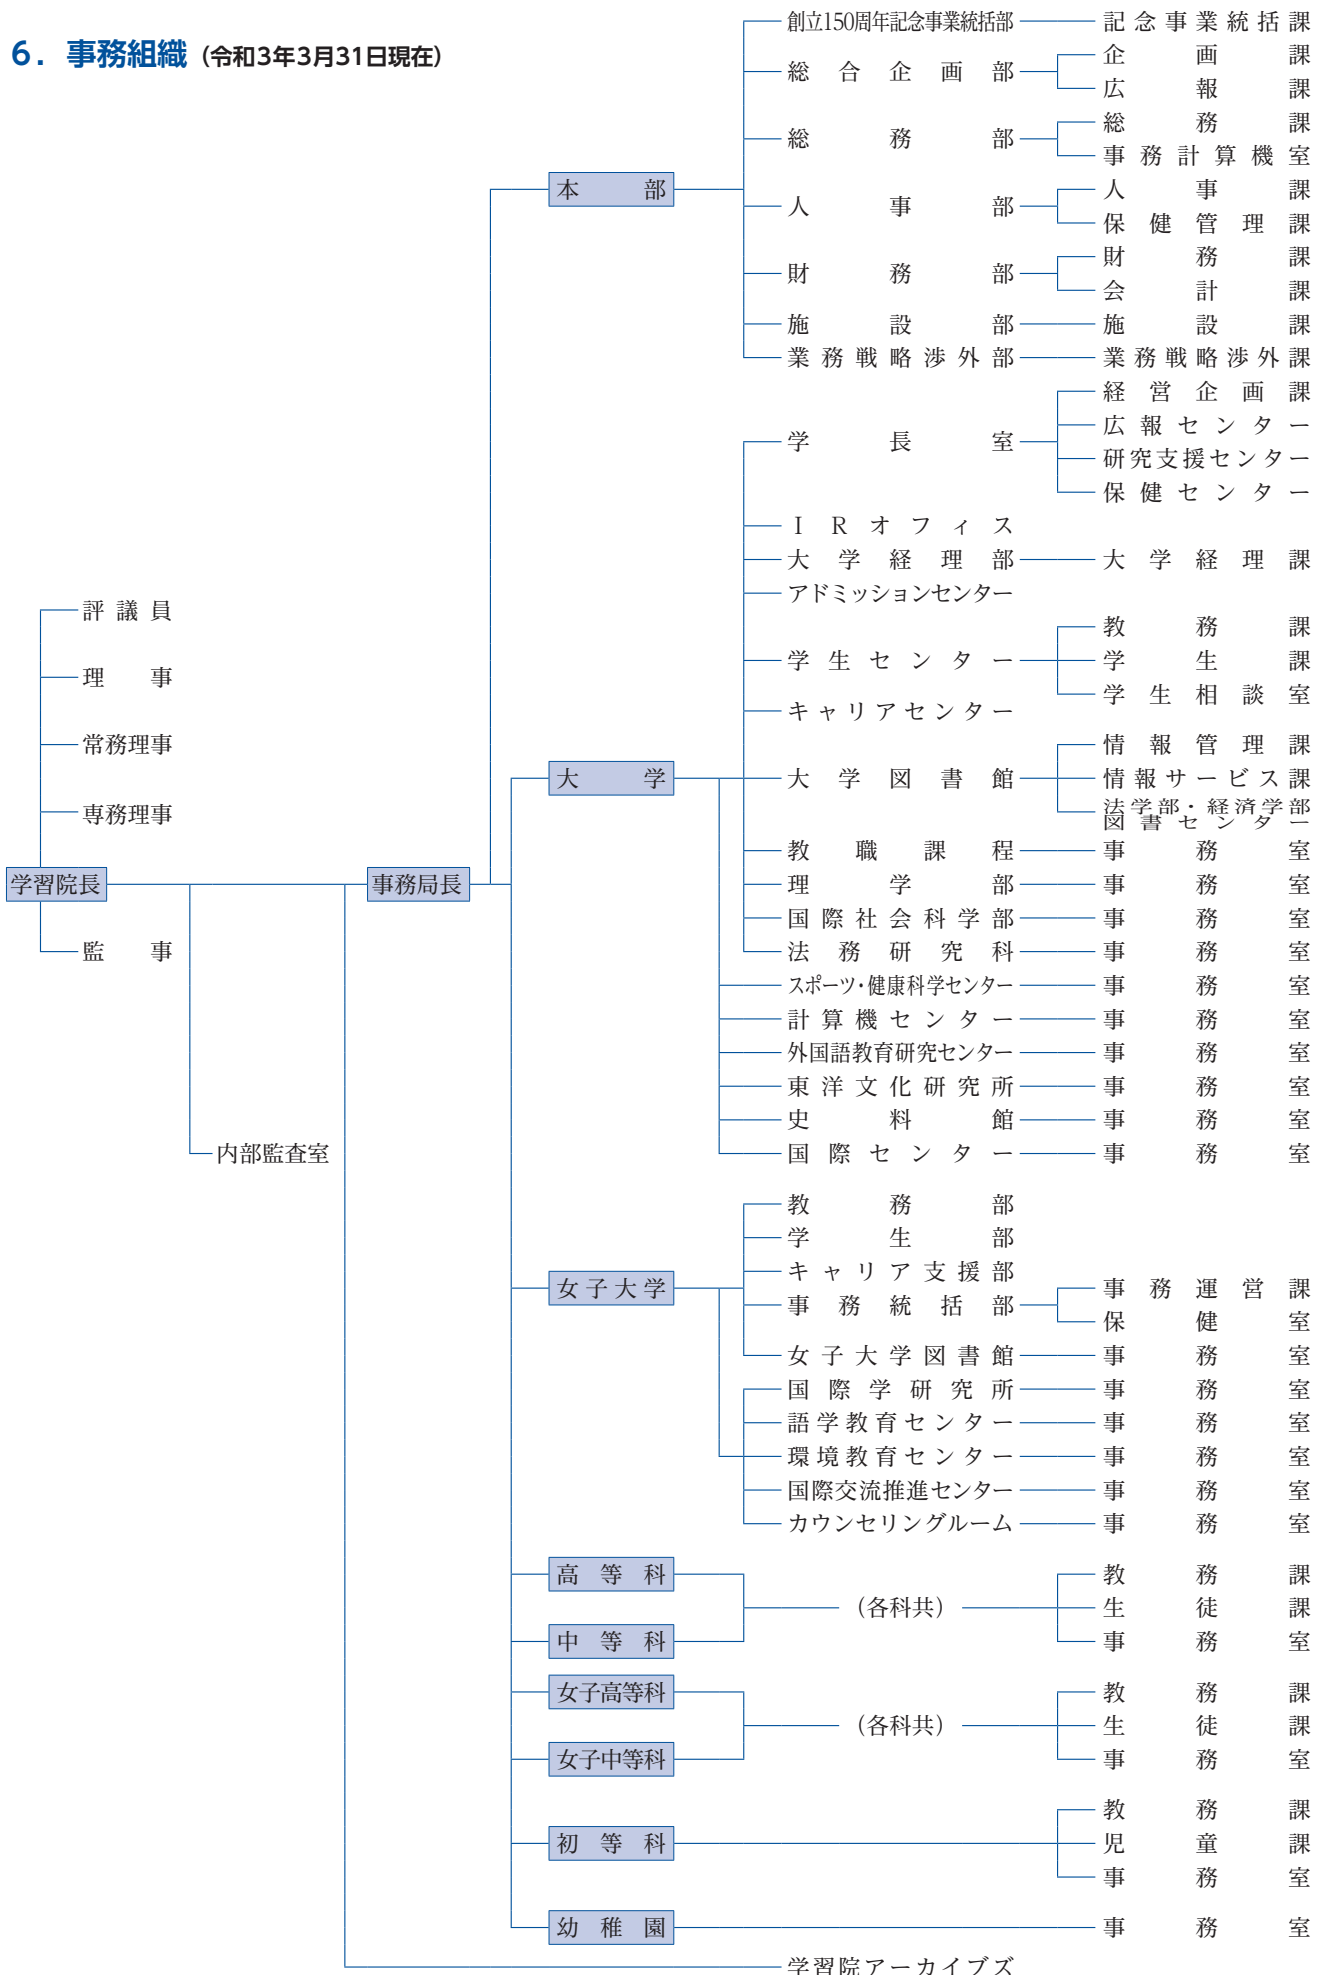 6．事務組織（令和3年3月31日現在）
創立150周年記念事業統括部 記念事業統括課
総合企画部 企画課
広報課
総務部 総務課
事務計算機室
本部
人事部 人事課
保健管理課
財務部 財務課
会計課
施設部 施設課
業務戦略渉外部 業務戦略渉外課
学長室 経営企画課
広報センター
研究支援センター
保健センター
IRオフィス
大学経理部 大学経理課
アドミッションセンター
評議員
理事
常務理事
専務理事
学習院長
監事
内部監査室
事務局長
学生センター 教務課
学生課
学生相談室
キャリアセンター
大学
大学図書館 情報管理課
情報サービス課
法学部・経済学部
図書センター
教職課程 事務室
理学部 事務室
国際社会科学部 事務室
法務研究科 事務室
スポーツ・健康科学センター 事務室
計算機センター 事務室
外国語教育研究センター 事務室
東洋文化研究所 事務室
史料館 事務室
国際センター 事務室
教務部
学生部
キャリア支援部
女子大学
事務統括部 事務運営課
保健室
女子大学図書館 事務室
国際学研究所 事務室
語学教育センター 事務室
環境教育センター 事務室
国際交流推進センター 事務室
カウンセリングルーム 事務室
高等科
中等科
（各科共）
教務課
生徒課
事務室
女子高等科
女子中等科
（各科共）
教務課
生徒課
事務室
初等科
教務課
児童課
事務室
幼稚園 事務室
学習院アーカイブズ